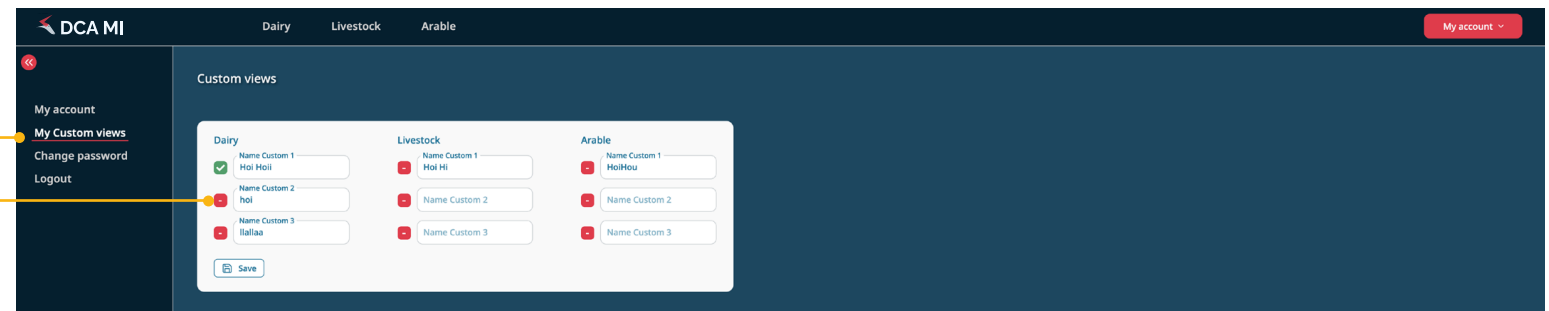 DCA MI
Dairy Livestock Arable
My account
My account
My Custom views
Change password
Logout
Custom views
Dairy Livestock Arable
Name Custom 1 Name Custom 1 Name Custom 1
Hoi Hoii Hoi Hi HoiHou
Name Custom 2
hoi Name Custom 2 Name Custom 2
Name Custom 3
llallaa Name Custom 3 Name Custom 3
Save